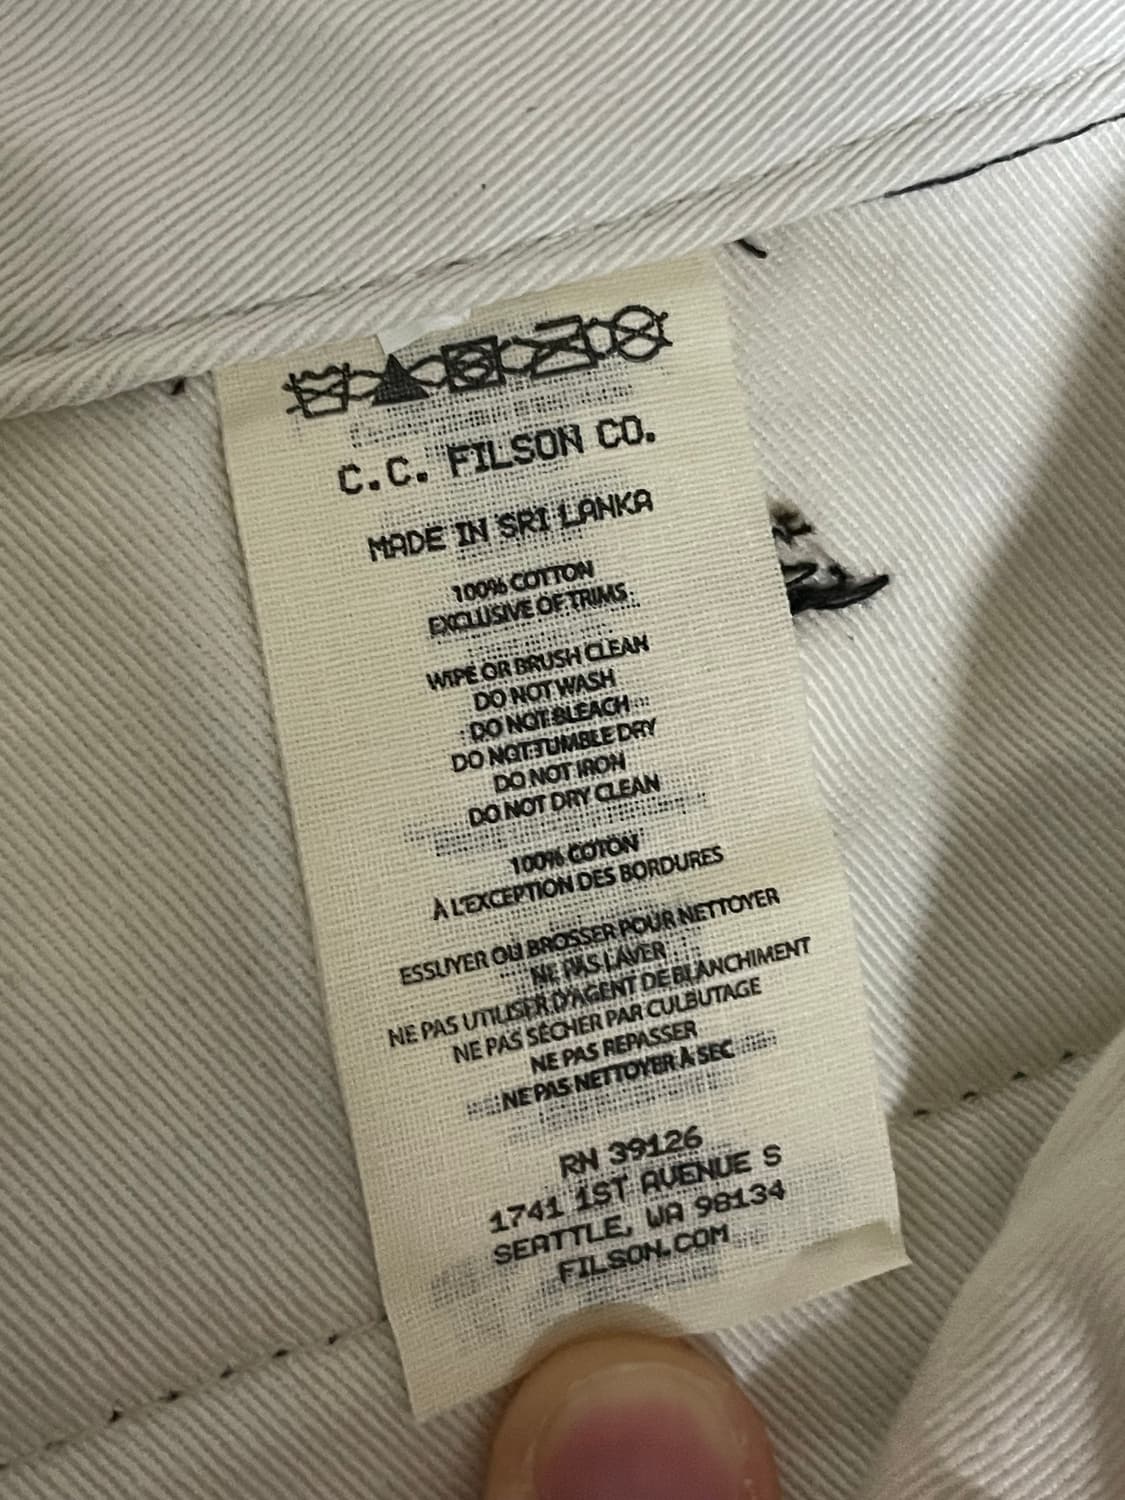 C.C. FILSON CO.
MADE IN SRI LANKA
100% COTTON
EXCLUSIVE OF TRIMS
WIPE OR BRUSH CLEAN
DO NOT WASH
DO NOT BLEACH
DO NOT TUMBLE DRY
DO NOT IRON
DO NOT DRY CLEAN
100% COTON
À L'EXCEPTION DES BORDURES
ESSUYER OU BROSSER POUR NETTOYER
NE PAS LAVER
NE PAS UTILISER D'AGENT DE BLANCHIMENT
NE PAS SÉCHER PAR CULBUTAGE
NE PAS REPASSER
NE PAS NETTOYER À SEC
RN 39126
1741 1ST AVENUE S
SEATTLE, WA 98134
FILSON.COM